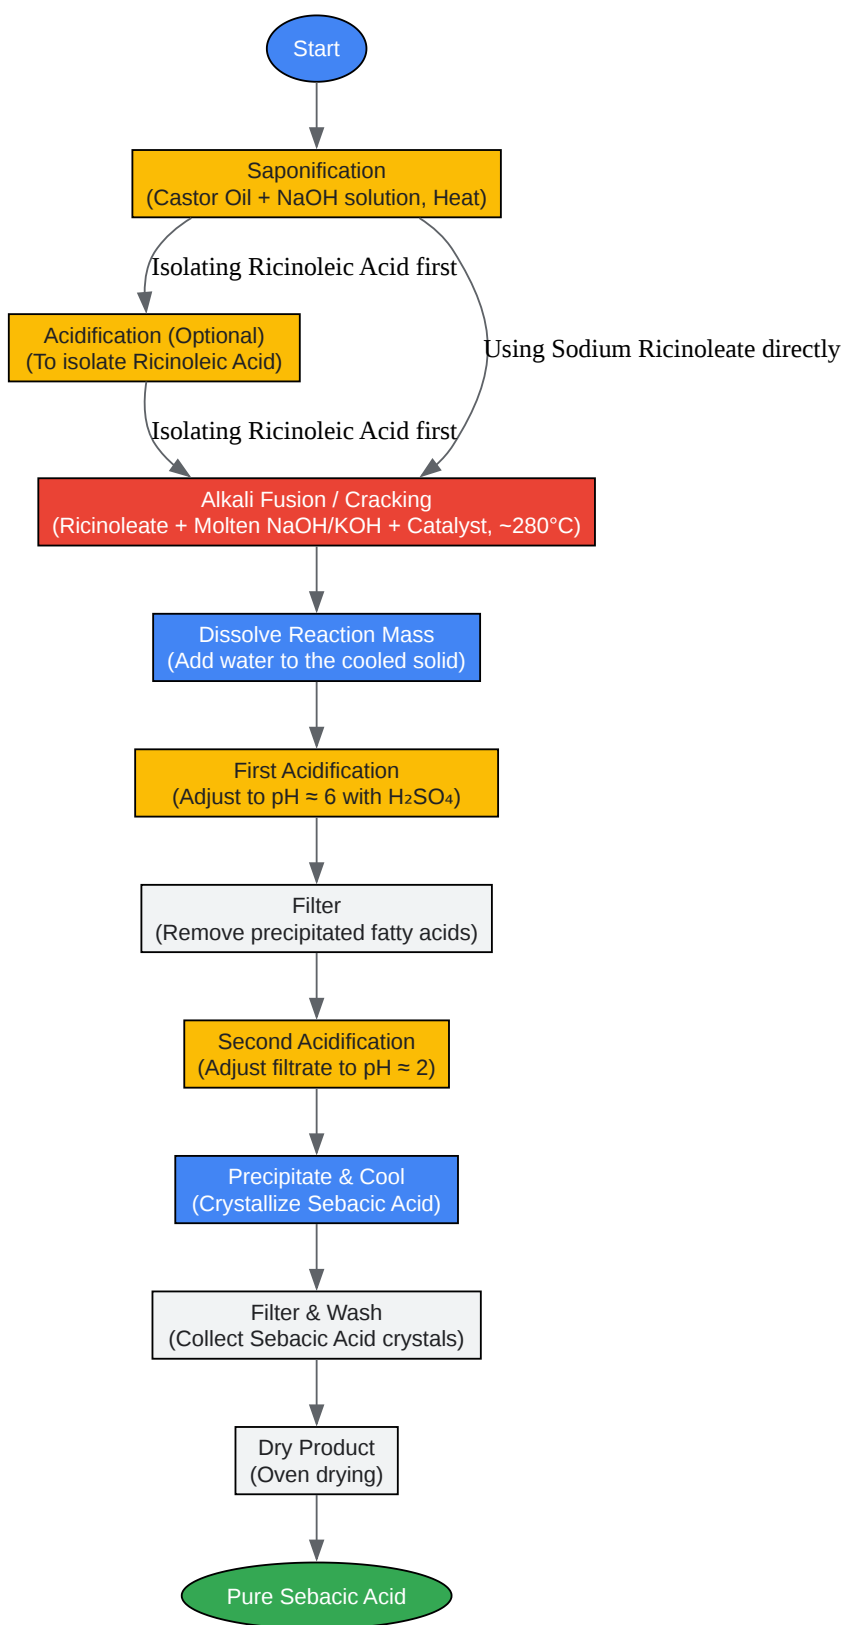 Start
Saponification
(Castor Oil + NaOH solution, Heat)
Isolating Ricinoleic Acid first
Acidification (Optional)
(To isolate Ricinoleic Acid)
Using Sodium Ricinoleate directly
Isolating Ricinoleic Acid first
Alkali Fusion / Cracking
(Ricinoleate + Molten NaOH/KOH + Catalyst, ~280°C)
Dissolve Reaction Mass
(Add water to the cooled solid)
First Acidification
(Adjust to pH ≈ 6 with H₂SO₄)
Filter
(Remove precipitated fatty acids)
Second Acidification
(Adjust filtrate to pH ≈ 2)
Precipitate & Cool
(Crystallize Sebacic Acid)
Filter & Wash
(Collect Sebacic Acid crystals)
Dry Product
(Oven drying)
Pure Sebacic Acid